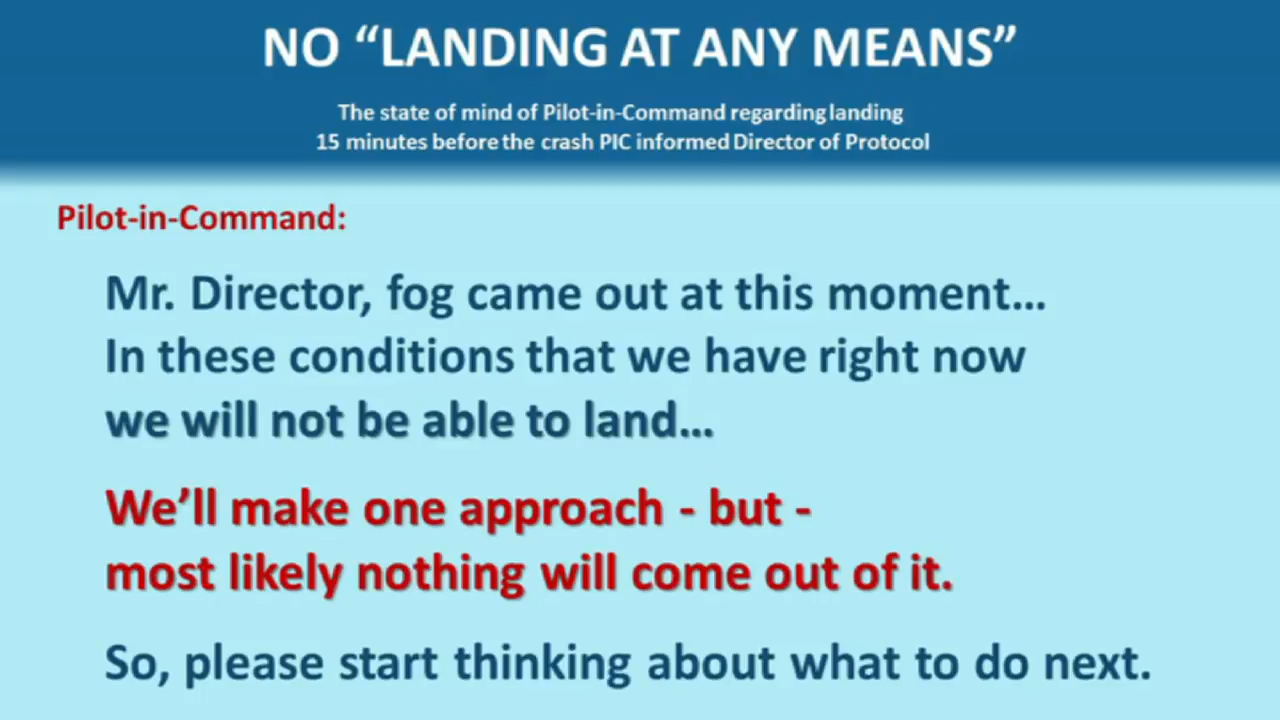 NO “LANDING AT ANY MEANS”
The state of mind of Pilot-in-Command regarding landing
15 minutes before the crash PIC informed Director of Protocol
Pilot-in-Command:
Mr. Director, fog came out at this moment...
In these conditions that we have right now
we will not be able to land...
We’ll make one approach - but -
most likely nothing will come out of it.
So, please start thinking about what to do next.